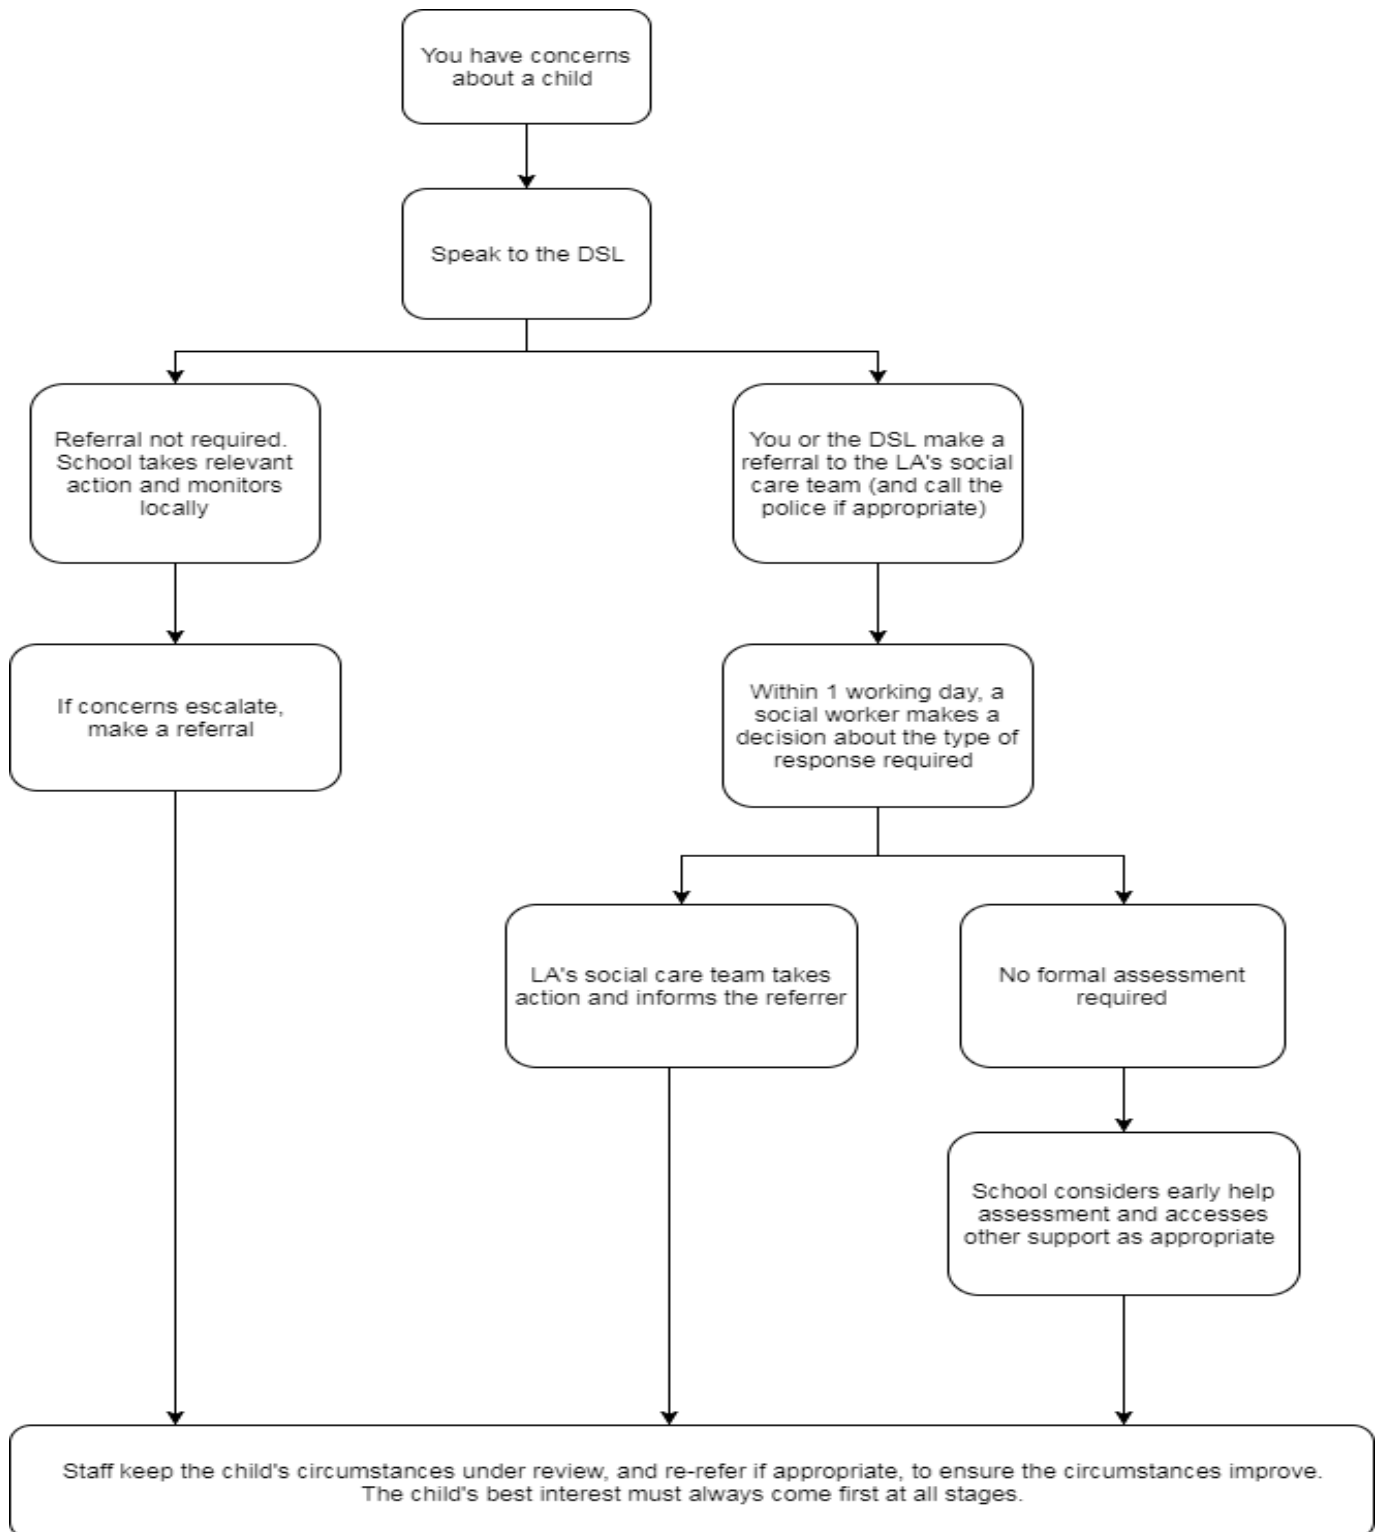 You have concerns
about a child
Speak to the DSL
Referral not required.
School takes relevant
action and monitors
locally
You or the DSL make a
referral to the LA's social
care team (and call the
police if appropriate)
If concerns escalate,
make a referral
Within 1 working day, a
social worker makes a
decision about the type of
response required
LA's social care team takes
action and informs the referrer
No formal assessment
required
School considers early help
assessment and accesses
other support as appropriate
Staff keep the child's circumstances under review, and re-refer if appropriate, to ensure the circumstances improve.
The child's best interest must always come first at all stages.